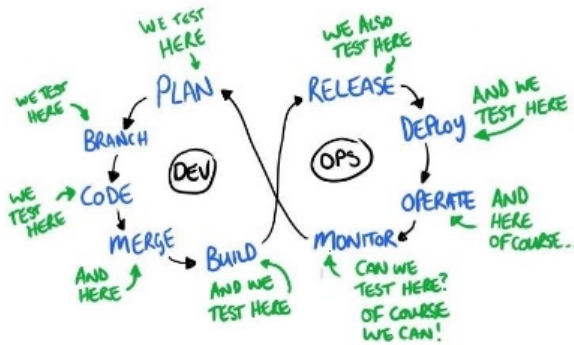 WE TEST
HERE
PLAN
WE TEST
HERE
BRANCH
WE
TEST
HERE
CODE
MERGE
AND
HERE
BUILD
AND WE
TEST HERE
DEV
WE ALSO
TEST HERE
RELEASE
AND WE
TEST HERE
DEPLOY
OPS
OPERATE
AND
HERE
OF COURSE...
MONITOR
CAN WE
TEST HERE?
OF COURSE
WE CAN!